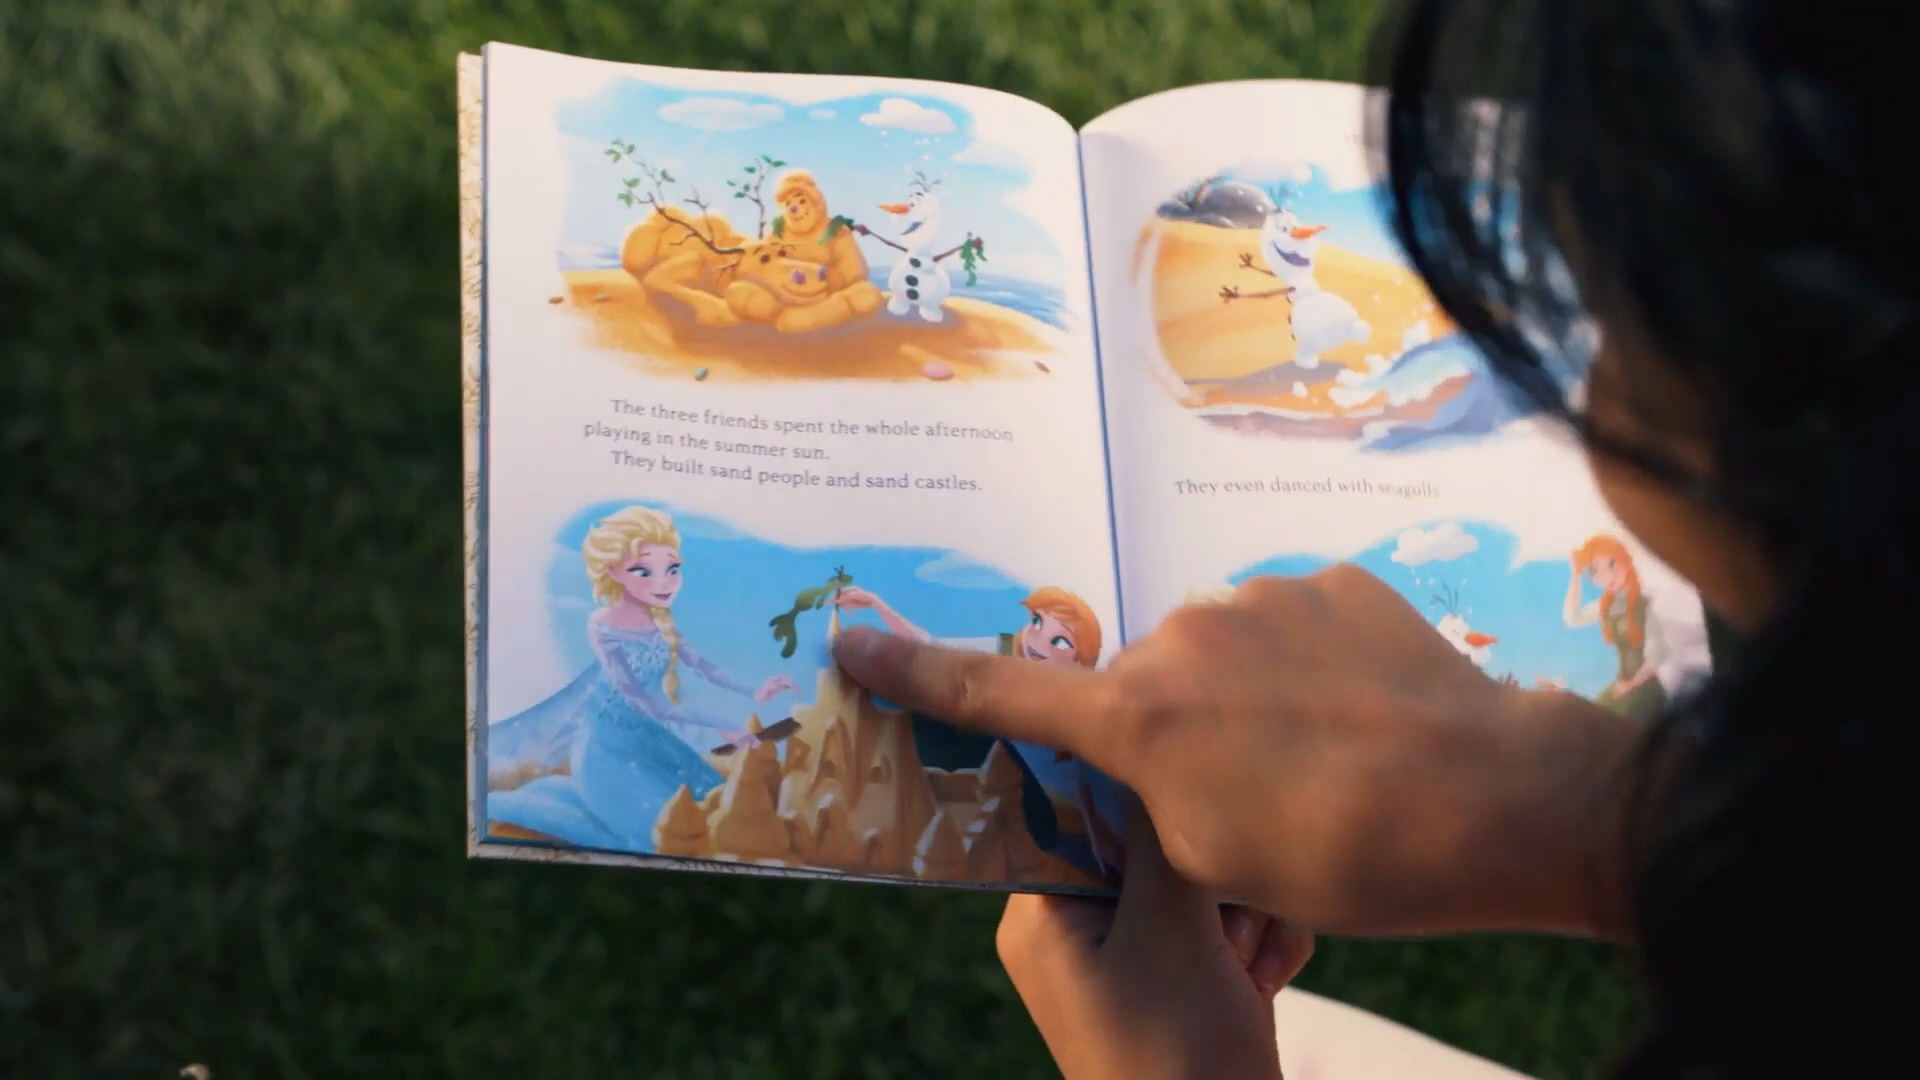 The three friends spent the whole afternoon
playing in the summer sun.
They built sand people and sand castles.
They even danced with seagulls